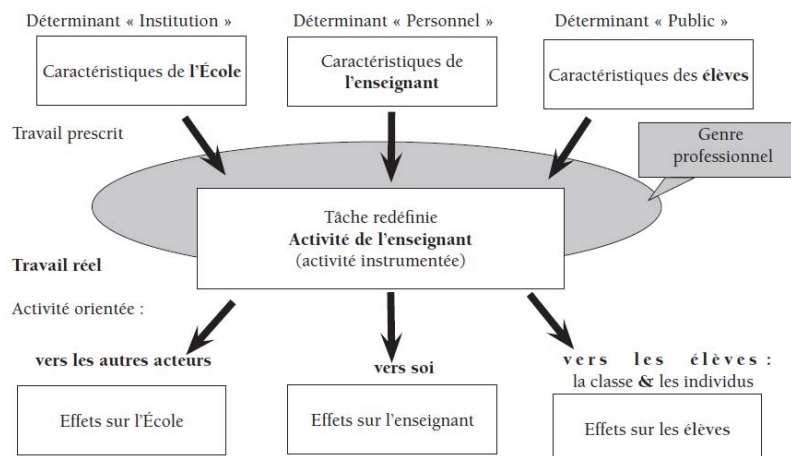 Déterminant « Institution »
Déterminant « Personnel »
Déterminant « Public »
Caractéristiques de l'École
Caractéristiques de
l'enseignant
Caractéristiques des élèves
Travail prescrit
Genre
professionnel
Tâche redéfinie
Activité de l'enseignant
(activité instrumentée)
Travail réel
Activité orientée :
vers les autres acteurs
vers soi
vers les élèves :
la classe & les individus
Effets sur l'École
Effets sur l'enseignant
Effets sur les élèves